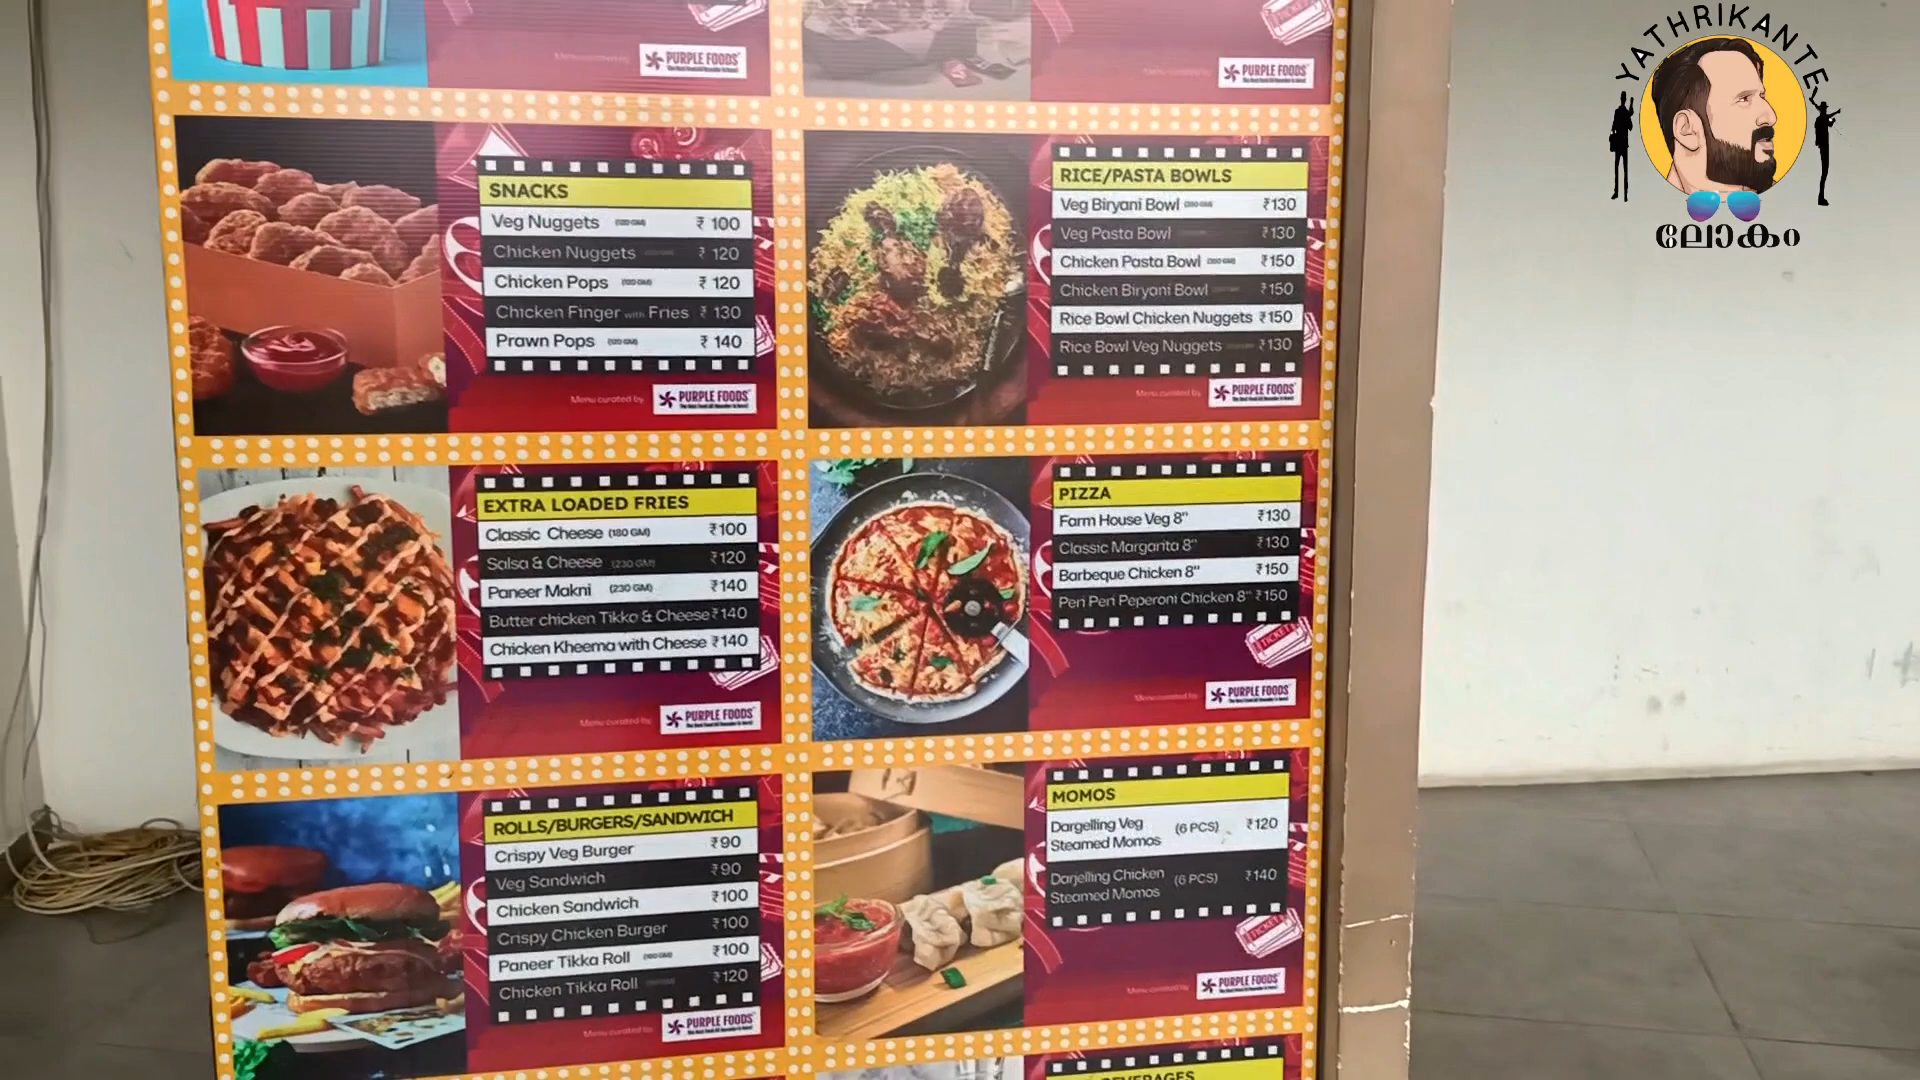 YATHRIKANTE
ലോകം
PURPLE FOODS
PURPLE FOODS
SNACKS
Veg Nuggets (120 GM) ₹ 100
Chicken Nuggets ₹ 120
Chicken Pops (120 GM) ₹ 120
Chicken Finger with Fries ₹ 130
Prawn Pops (120 GM) ₹ 140
Menu curated by PURPLE FOODS
RICE/PASTA BOWLS
Veg Biryani Bowl ₹130
Veg Pasta Bowl ₹130
Chicken Pasta Bowl ₹150
Chicken Biryani Bowl ₹150
Rice Bowl Chicken Nuggets ₹150
Rice Bowl Veg Nuggets ₹130
Menu curated by PURPLE FOODS
EXTRA LOADED FRIES
Classic Cheese (180 GM) ₹100
Salsa & Cheese (230 GM) ₹120
Paneer Makni (230 GM) ₹140
Butter chicken Tikka & Cheese ₹140
Chicken Kheema with Cheese ₹140
Menu curated by PURPLE FOODS
PIZZA
Farm House Veg 8" ₹130
Classic Margarita 8" ₹130
Barbeque Chicken 8" ₹150
Peri Peri Peperoni Chicken 8" ₹150
TICKET
Menu curated by PURPLE FOODS
ROLLS/BURGERS/SANDWICH
Crispy Veg Burger ₹90
Veg Sandwich ₹90
Chicken Sandwich ₹100
Crispy Chicken Burger ₹100
Paneer Tikka Roll ₹100
Chicken Tikka Roll ₹120
Menu curated by PURPLE FOODS
MOMOS
Dargelling Veg (6 PCS) ₹120
Steamed Momos
Darjelling Chicken (6 PCS) ₹140
Steamed Momos
TICKET
Menu curated by PURPLE FOODS
BEVERAGES